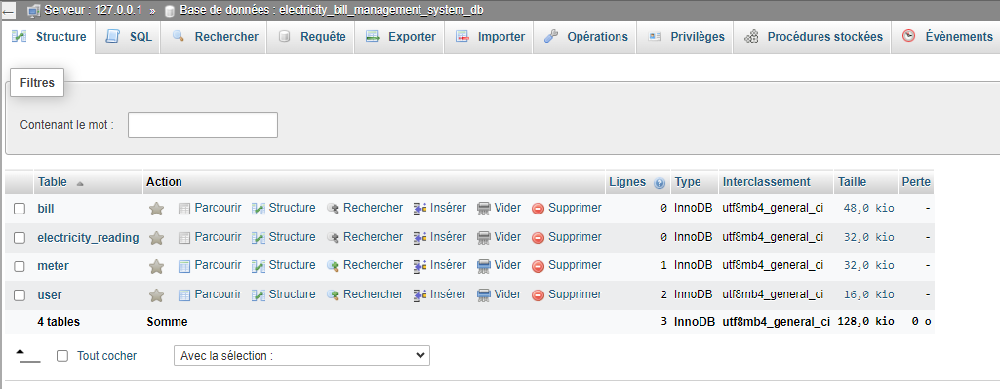 Serveur : 127.0.0.1 » Base de données : electricity_bill_management_system_db
Structure SQL Rechercher Requête Exporter Importer Opérations Privilèges Procédures stockées Évènements
Filtres
Contenant le mot :
Table Action Lignes Type Interclassement Taille Perte
bill Parcourir Structure Rechercher Insérer Vider Supprimer 0 InnoDB utf8mb4_general_ci 48,0 kio -
electricity_reading Parcourir Structure Rechercher Insérer Vider Supprimer 0 InnoDB utf8mb4_general_ci 32,0 kio -
meter Parcourir Structure Rechercher Insérer Vider Supprimer 1 InnoDB utf8mb4_general_ci 32,0 kio -
user Parcourir Structure Rechercher Insérer Vider Supprimer 2 InnoDB utf8mb4_general_ci 16,0 kio -
4 tables Somme 3 InnoDB utf8mb4_general_ci 128,0 kio 0 o
Tout cocher Avec la sélection :